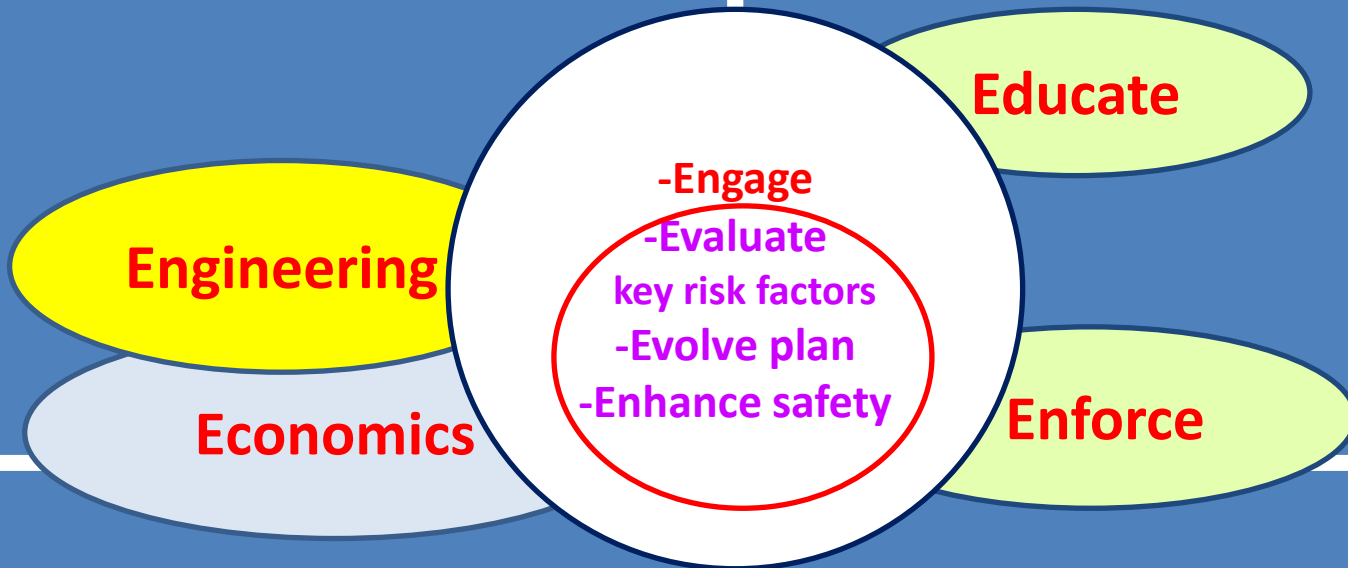 Educate
-Engage
-Evaluate
key risk factors
-Evolve plan
-Enhance safety
Engineering
Economics
Enforce